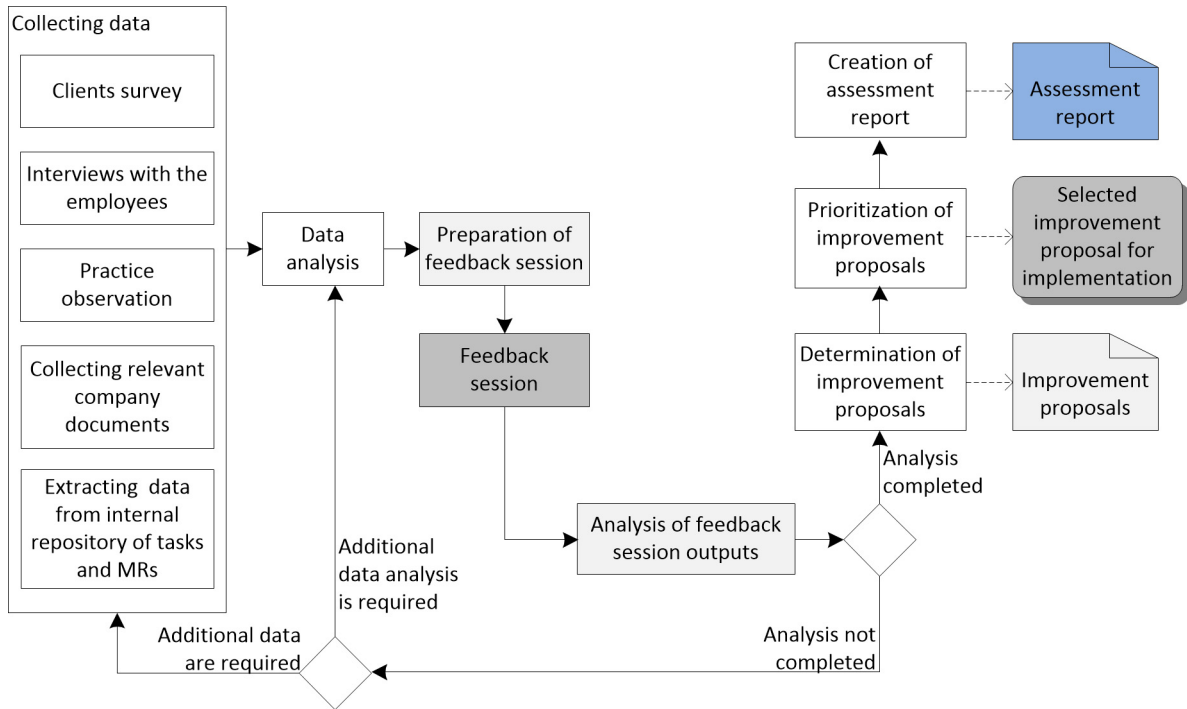 Collecting data
Clients survey
Interviews with the
employees
Practice
observation
Collecting relevant
company
documents
Extracting data
from internal
repository of tasks
and MRs
Data
analysis
Preparation of
feedback session
Feedback
session
Analysis of feedback
session outputs
Additional
data analysis
is required
Additional data
are required
Analysis not
completed
Analysis
completed
Determination of
improvement
proposals
Improvement
proposals
Prioritization of
improvement
proposals
Selected
improvement
proposal for
implementation
Creation of
assessment
report
Assessment
report